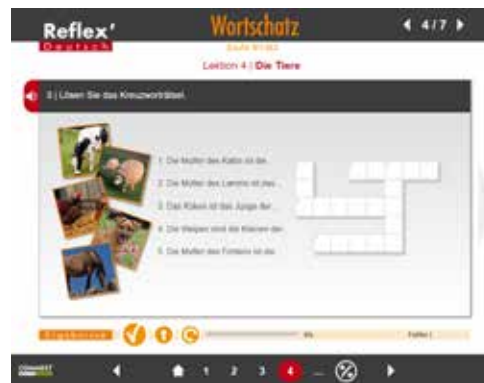 Reflex'
Deutsch
Wortschatz
4/7
Lektion 4 | Die Tiere
3 | Lösen Sie das Kreuzworträtsel.
1. Die Mutter des Kalbs ist die...
2. Die Mutter des Lamms ist das...
3. Das Küken ist das Junge der...
4. Die Welpen sind die Kleinen der...
5. Die Mutter des Fohlens ist die...
Ergebnisse
1 2 3 4 ...